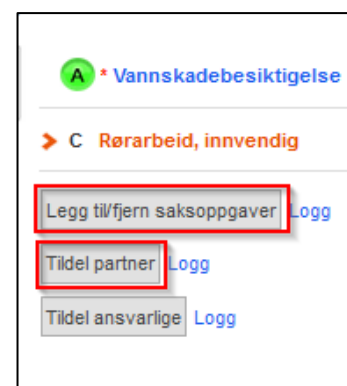 A * Vannskadebesiktigelse
> C Rørarbeid, innvendig
Legg til/fjern saksoppgaver Logg
Tildel partner Logg
Tildel ansvarlige Logg